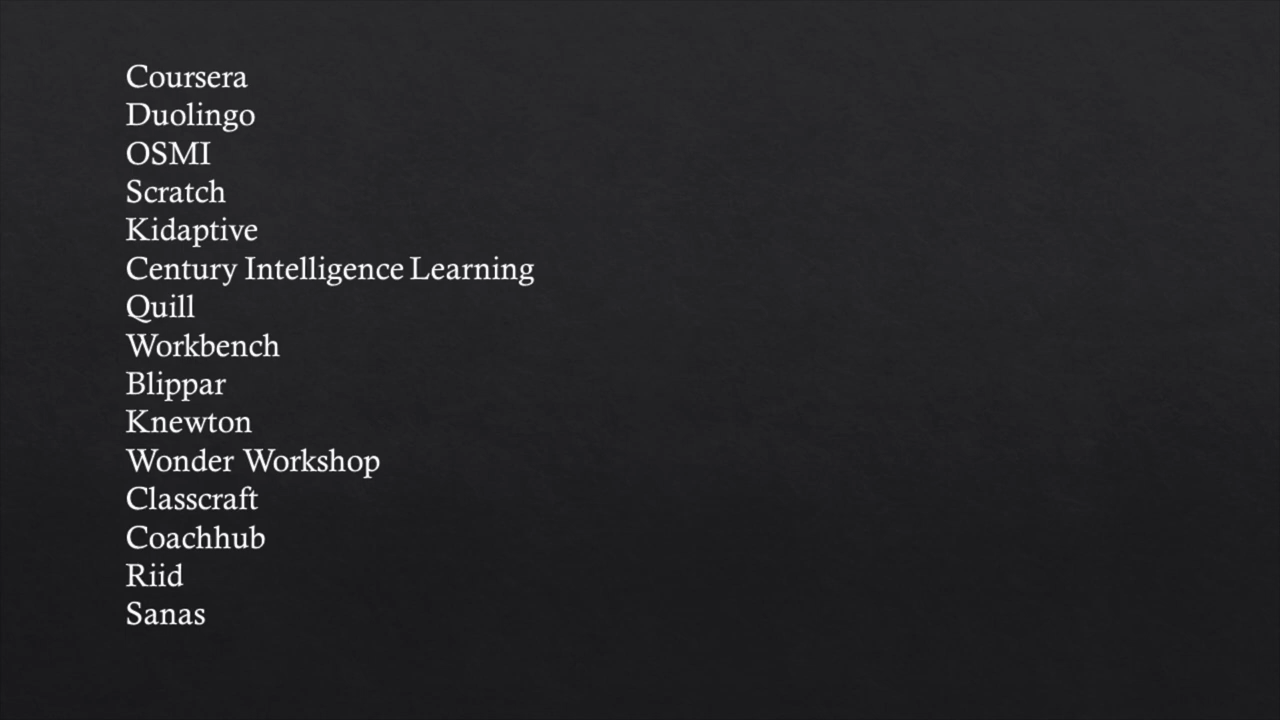 Coursera
Duolingo
OSMI
Scratch
Kidaptive
Century Intelligence Learning
Quill
Workbench
Blippar
Knewton
Wonder Workshop
Classcraft
Coachhub
Riid
Sanas